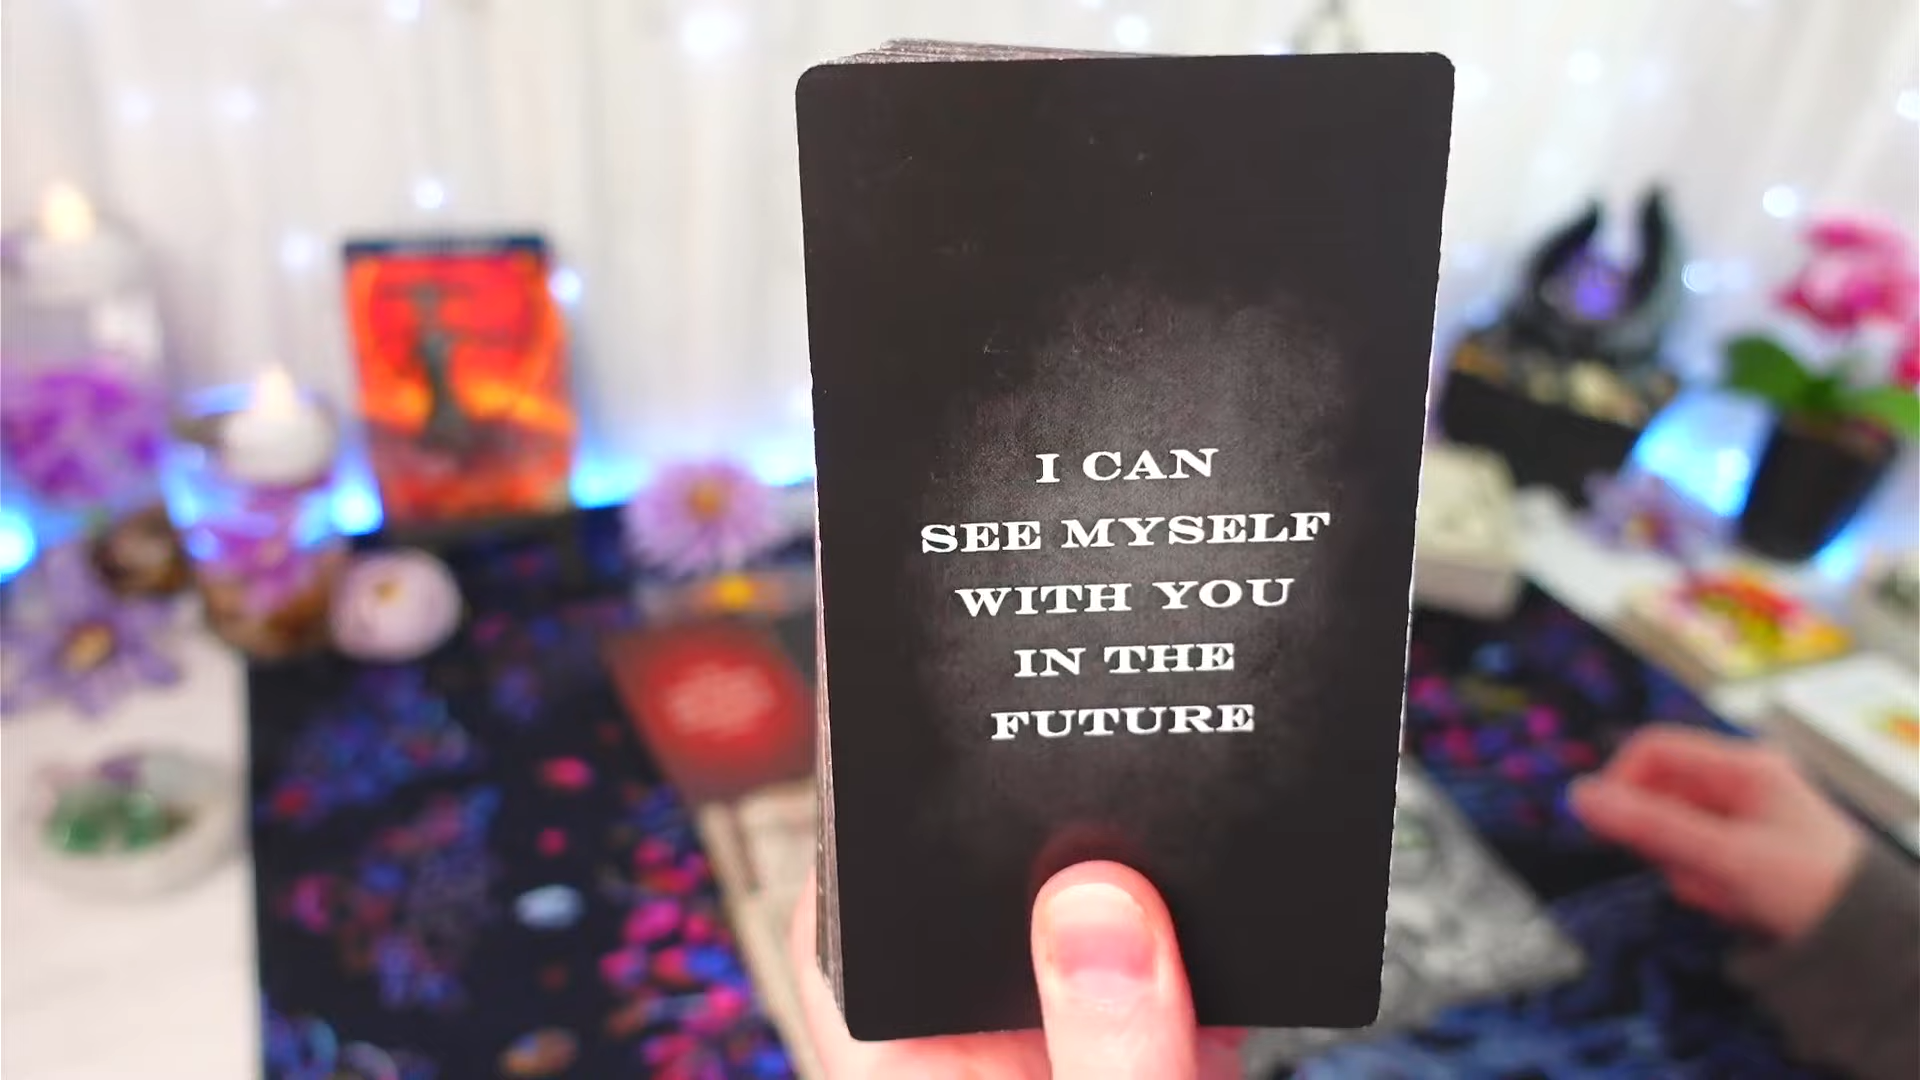 I CAN
SEE MYSELF
WITH YOU
IN THE
FUTURE